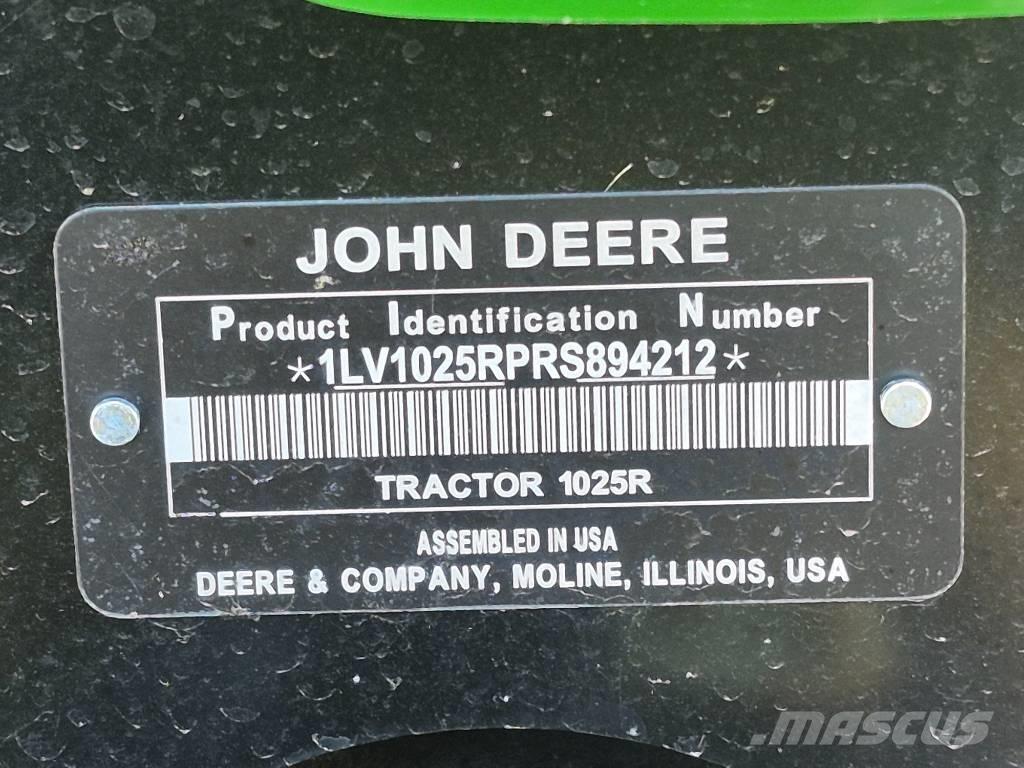 JOHN DEERE
Product Identification Number
*1LV1025RPRS894212*
TRACTOR 1025R
ASSEMBLED IN USA
DEERE & COMPANY, MOLINE, ILLINOIS, USA
MASCUS